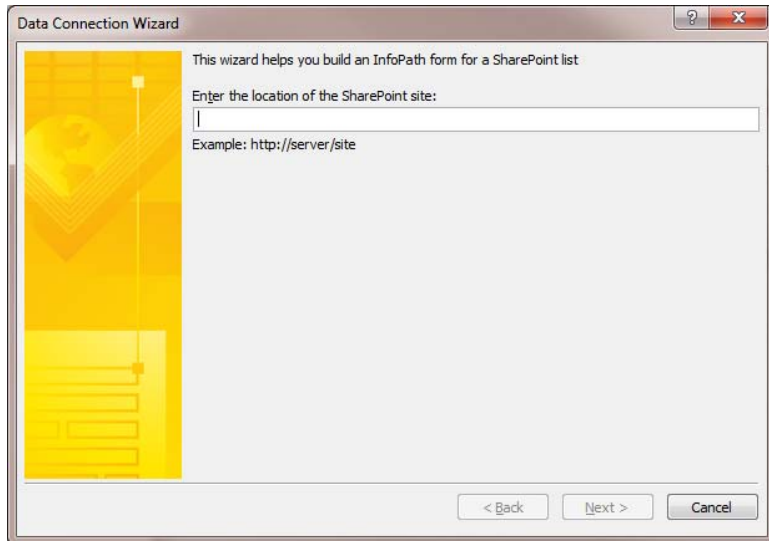 Data Connection Wizard
This wizard helps you build an InfoPath form for a SharePoint list
Enter the location of the SharePoint site:
Example: http://server/site
< Back Next > Cancel